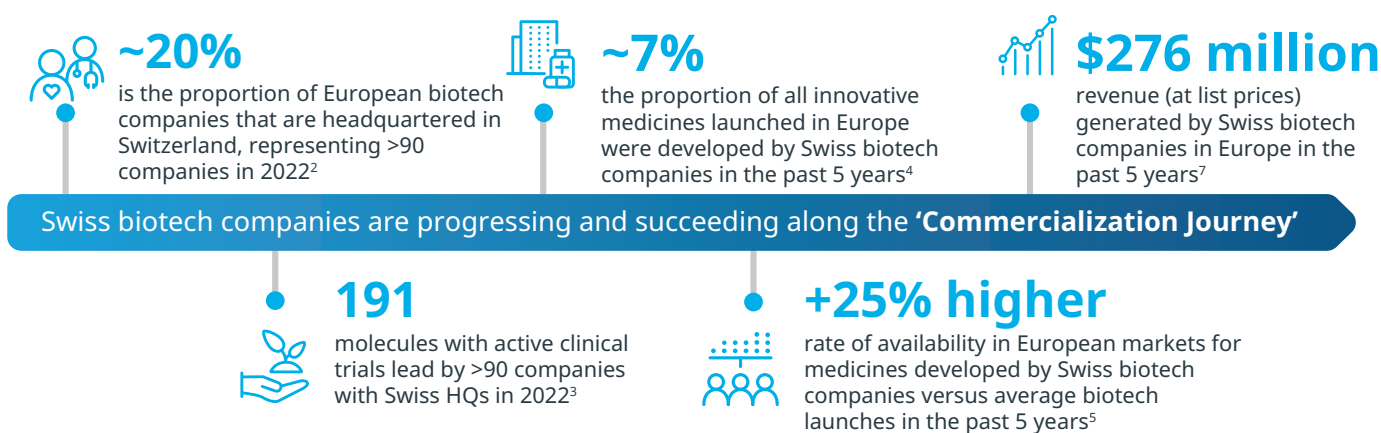 ~20%
is the proportion of European biotech
companies that are headquartered in
Switzerland, representing >90
companies in 2022²
~7%
the proportion of all innovative
medicines launched in Europe
were developed by Swiss biotech
companies in the past 5 years⁴
$276 million
revenue (at list prices)
generated by Swiss biotech
companies in Europe in the
past 5 years⁷
Swiss biotech companies are progressing and succeeding along the ‘Commercialization Journey’
191
molecules with active clinical
trials lead by >90 companies
with Swiss HQs in 2022³
+25% higher
rate of availability in European markets for
medicines developed by Swiss biotech
companies versus average biotech
launches in the past 5 years⁵